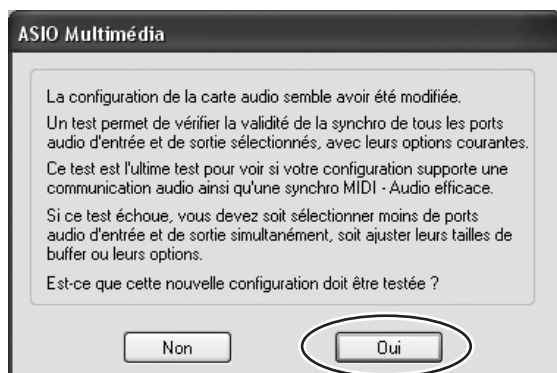 ASIO Multimédia
La configuration de la carte audio semble avoir été modifiée.
Un test permet de vérifier la validité de la synchro de tous les ports
audio d'entrée et de sortie sélectionnés, avec leurs options courantes.
Ce test est l'ultime test pour voir si votre configuration supporte une
communication audio ainsi qu'une synchro MIDI - Audio efficace.
Si ce test échoue, vous devez soit sélectionner moins de ports
audio d'entrée et de sortie simultanément, soit ajuster leurs tailles de
buffer ou leurs options.
Est-ce que cette nouvelle configuration doit être testée ?
Non Oui